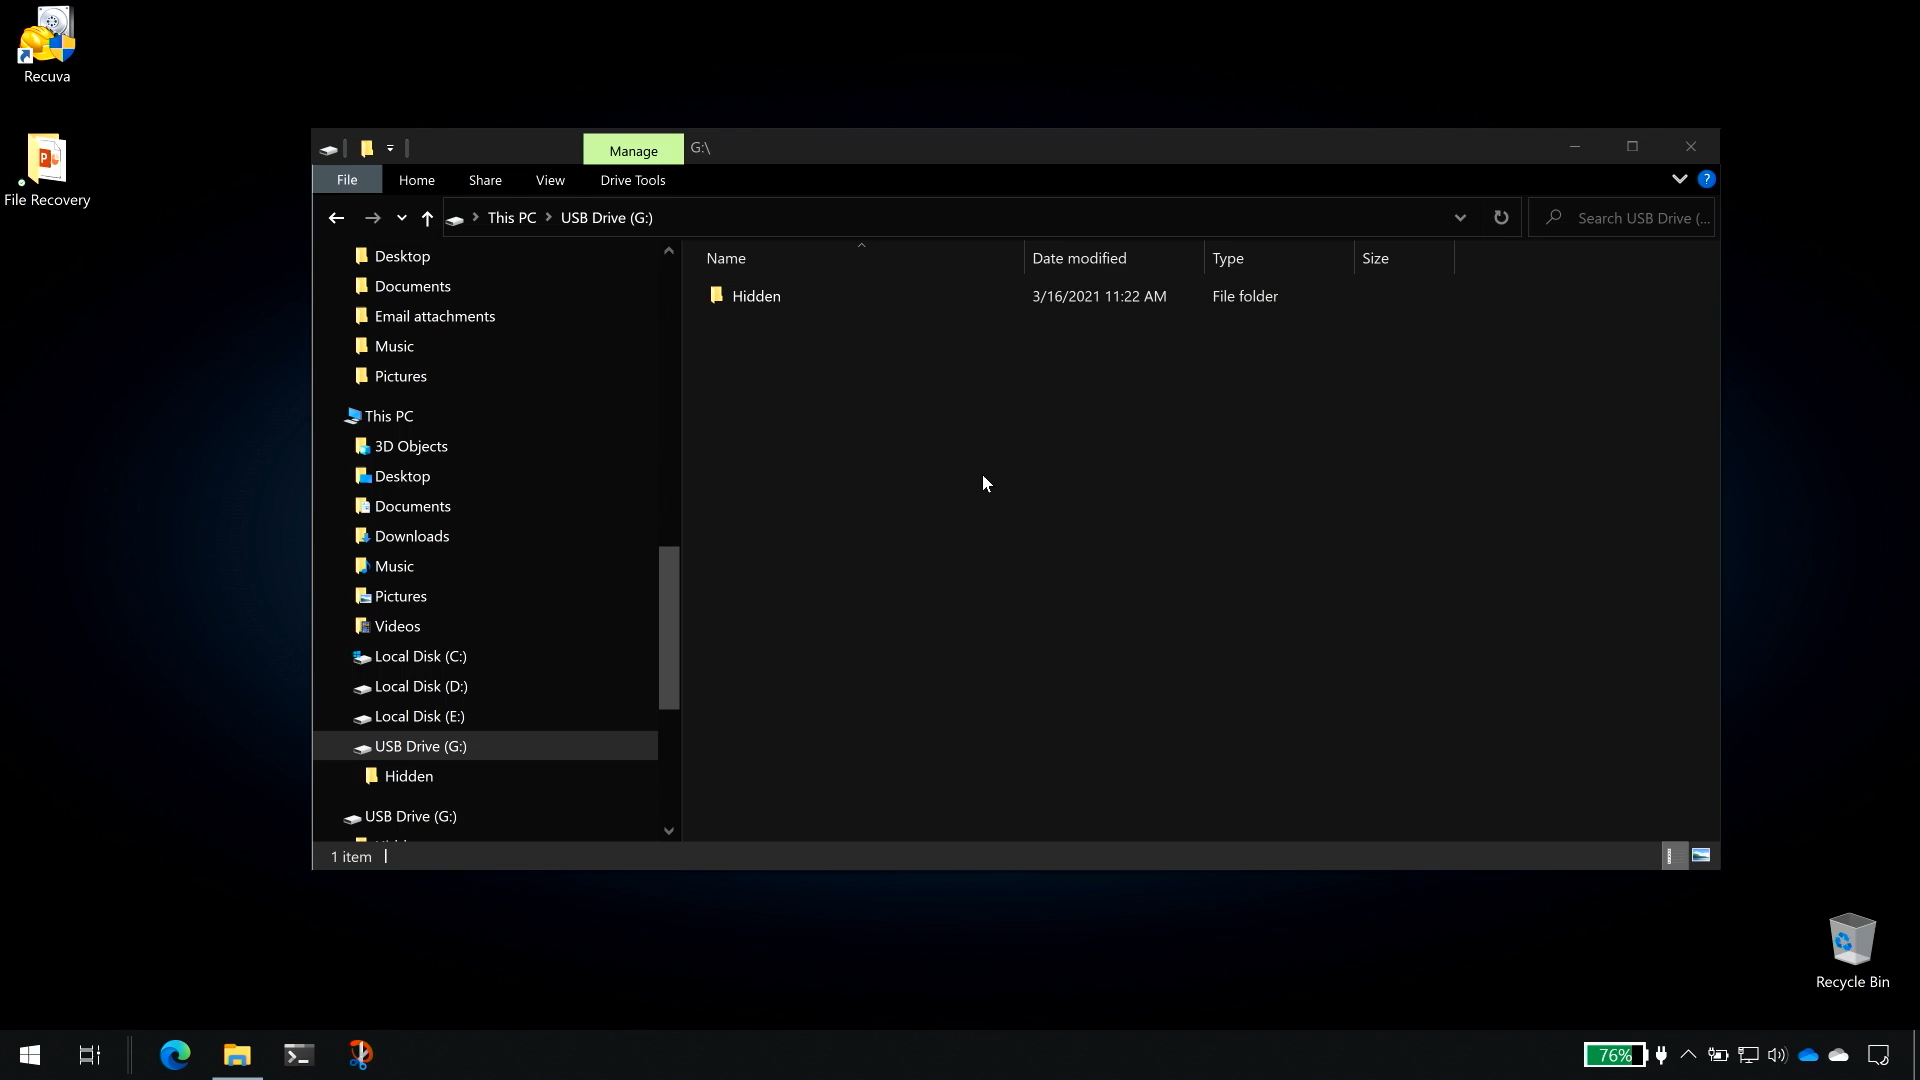 Recuva
File Recovery
Manage
G:\
File
Home
Share
View
Drive Tools
?
This PC
USB Drive (G:)
Search USB Drive (...
Desktop
Documents
Email attachments
Music
Pictures
This PC
3D Objects
Desktop
Documents
Downloads
Music
Pictures
Videos
Local Disk (C:)
Local Disk (D:)
Local Disk (E:)
USB Drive (G:)
Hidden
USB Drive (G:)
Name
Date modified
Type
Size
Hidden
3/16/2021 11:22 AM
File folder
1 item
Recycle Bin
76%